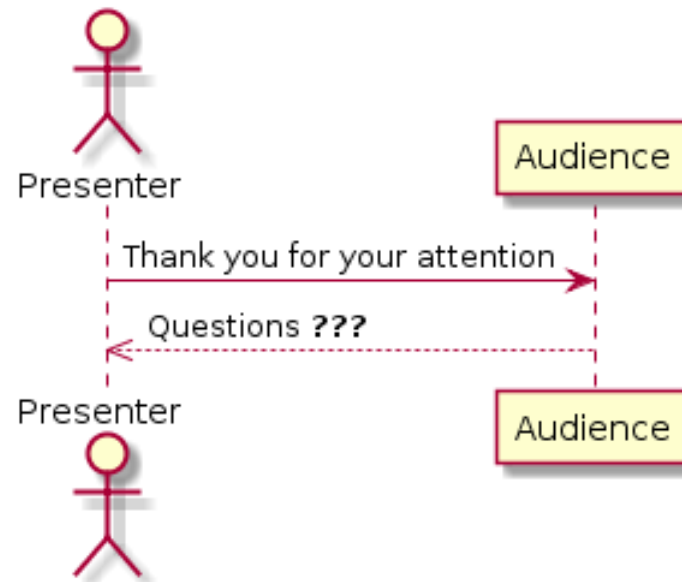 Presenter
Audience
Thank you for your attention
Questions ???
Presenter
Audience